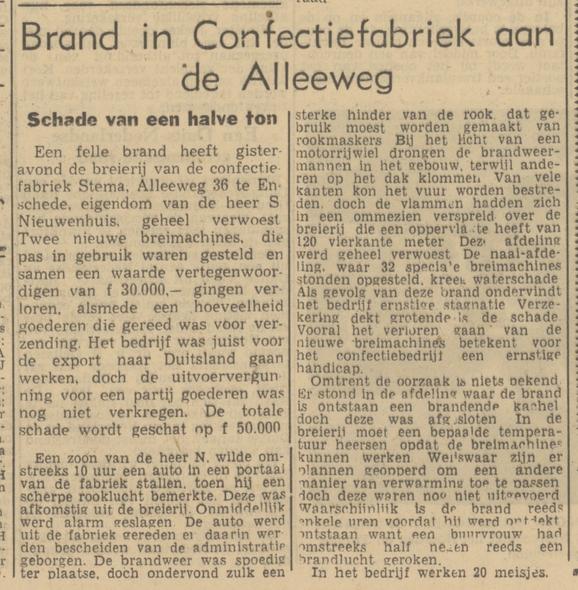 Brand in Confectiefabriek aan
de Alleeweg
Schade van een halve ton
Een felle brand heeft gister-
avond de breierij van de confectie-
fabriek Stema, Alleeweg 36 te En-
schede, eigendom van de heer S
Nieuwenhuis, geheel verwoest
Twee nieuwe breimachines, die
pas in gebruik waren gesteld en
samen een waarde vertegenwoor-
digen van f 30.000,— gingen ver-
loren, alsmede een hoeveelheid
goederen die gereed was voor ver-
zending. Het bedrijf was juist voor
de export naar Duitsland gaan
werken, doch de uitvoervergun-
ning voor een partij goederen was
nog niet verkregen. De totale
schade wordt geschat op f 50.000
Een zoon van de heer N. wilde om-
streeks 10 uur een auto in een portaal
van de fabriek stallen, toen hij een
scherpe rooklucht bemerkte. Deze was
afkomstig uit de breierij. Onmiddellijk
werd alarm geslagen. De auto werd
uit de fabriek gereden er daarin wer-
den bescheiden van de administratie
geborgen. De brandweer was spoedig
ter plaatse, doch ondervond zulk een
sterke hinder van de rook, dat ge-
bruik moest worden gemaakt van
rookmaskers Bij het licht van een
motorrijwiel drongen de brandweer-
mannen in het gebouw, terwijl ande-
ren op het dak klommen. Van vele
kanten kon het vuur worden bestre-
den, doch de vlammen hadden zich
in een ommezien verspreid over de
breierij die een oppervlakte heeft van
120 vierkante meter Deze afdeling
werd geheel verwoest De naai-afde-
ling, waar 32 speciale breimachines
stonden opgesteld, kreeg waterschade
Als gevolg van deze brand ondervindt
het bedrijf ernstige stagnatie Verze-
kering dekt grotendeels de schade.
Vooral het verloren gaan van de
nieuwe breimachines betekent voor
het confectiebedrijf een ernstige
handicap.
Omtrent de oorzaak is niets bekend.
Er stond in de afdeling waar de brand
is ontstaan een brandende kachel
doch deze was afgesloten In de
breierij moet een bepaalde tempera-
tuur heersen opdat de breimachines
kunnen werken Weliswaar zijn er
plannen geopperd om een andere
manier van verwarming toe te passen
doch deze waren nog niet uitgevoerd
Waarschijnlijk is de brand reeds
enkele uren voordat hij werd ontdekt
ontstaan want een buurvrouw had
omstreeks half negen reeds een
brandlucht geroken.
In het bedrijf werken 20 meisjes.